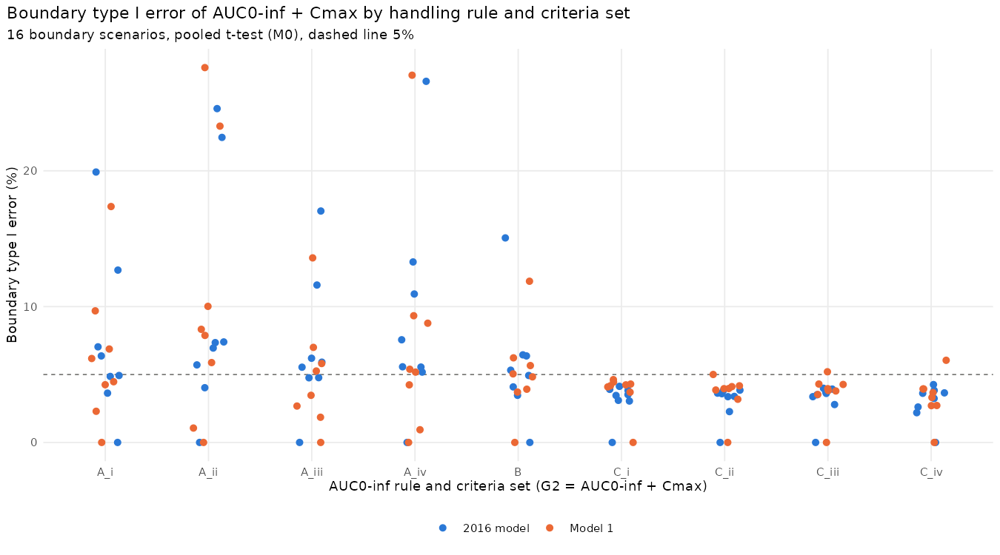 Boundary type I error of AUC0-inf + Cmax by handling rule and criteria set
16 boundary scenarios, pooled t-test (M0), dashed line 5%
Boundary type I error (%)
20
10
0
A_i
A_ii
A_iii
A_iv
B
C_i
C_ii
C_iii
C_iv
AUC0-inf rule and criteria set (G2 = AUC0-inf + Cmax)
2016 model
Model 1